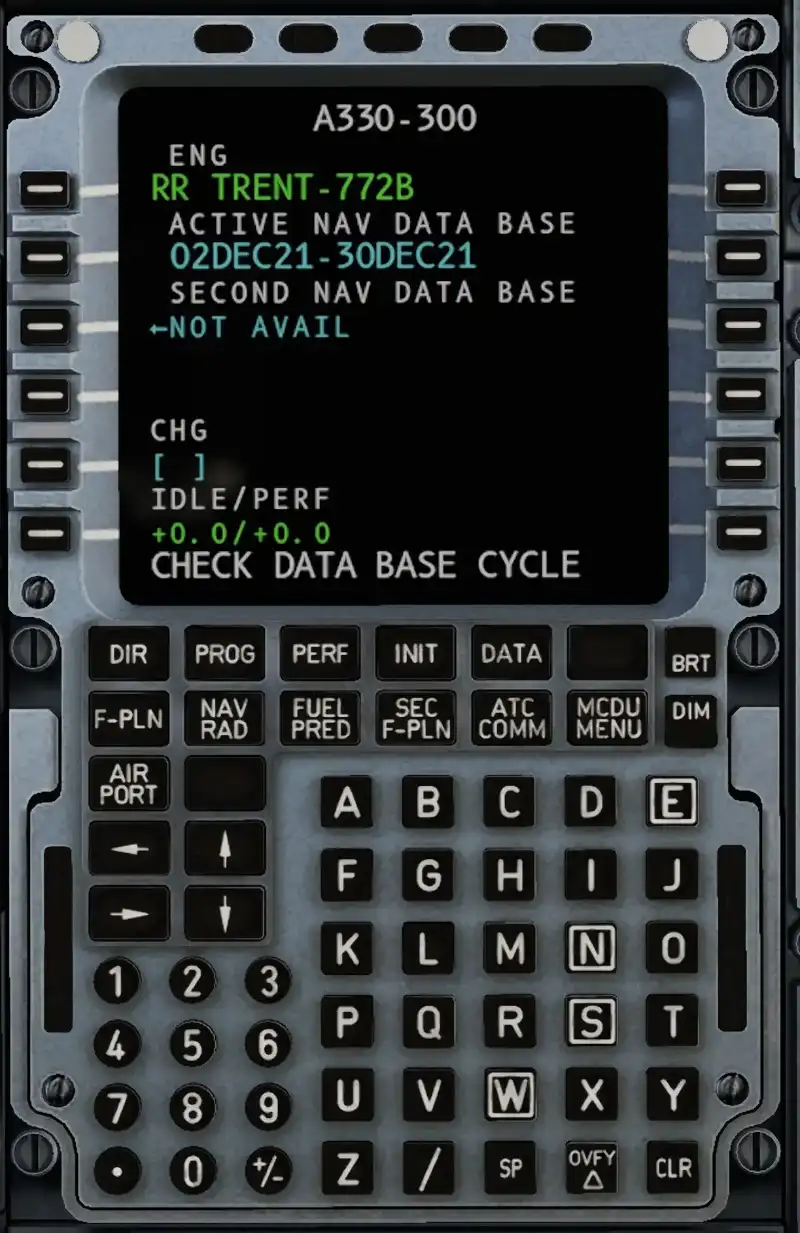 A330-300
ENG
RR TRENT-772B
ACTIVE NAV DATA BASE
02DEC21-30DEC21
SECOND NAV DATA BASE
←NOT AVAIL
CHG
[ ]
IDLE/PERF
+0.0/+0.0
CHECK DATA BASE CYCLE
DIR PROG PERF INIT DATA BRT
F-PLN NAV RAD FUEL PRED SEC F-PLN ATC COMM MCDU MENU DIM
AIR PORT
← ↑
→ ↓
A B C D E
F G H I J
K L M N O
P Q R S T
U V W X Y
Z / SP OVFY △ CLR
1 2 3
4 5 6
7 8 9
. 0 +/-